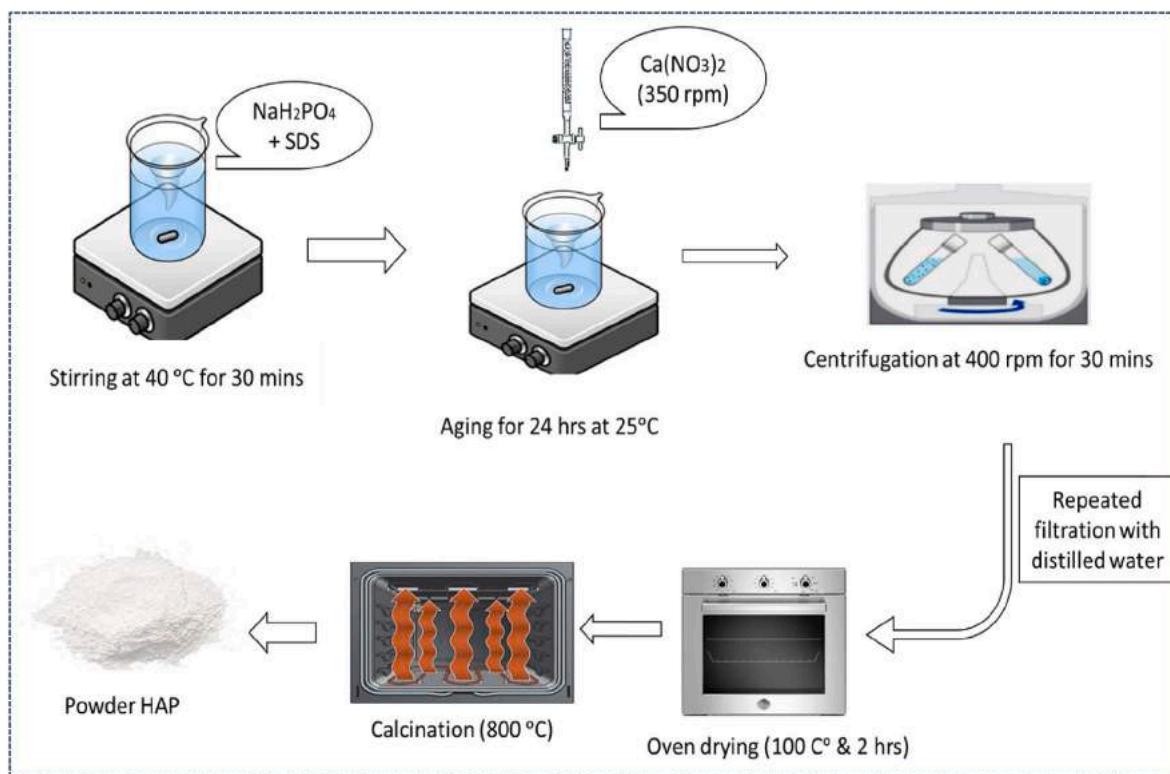 NaH₂PO₄
+ SDS
Ca(NO₃)₂
(350 rpm)
Stirring at 40 °C for 30 mins
Aging for 24 hrs at 25°C
Centrifugation at 400 rpm for 30 mins
Repeated
filtration with
distilled water
Oven drying (100 Cº & 2 hrs)
Calcination (800 °C)
Powder HAP